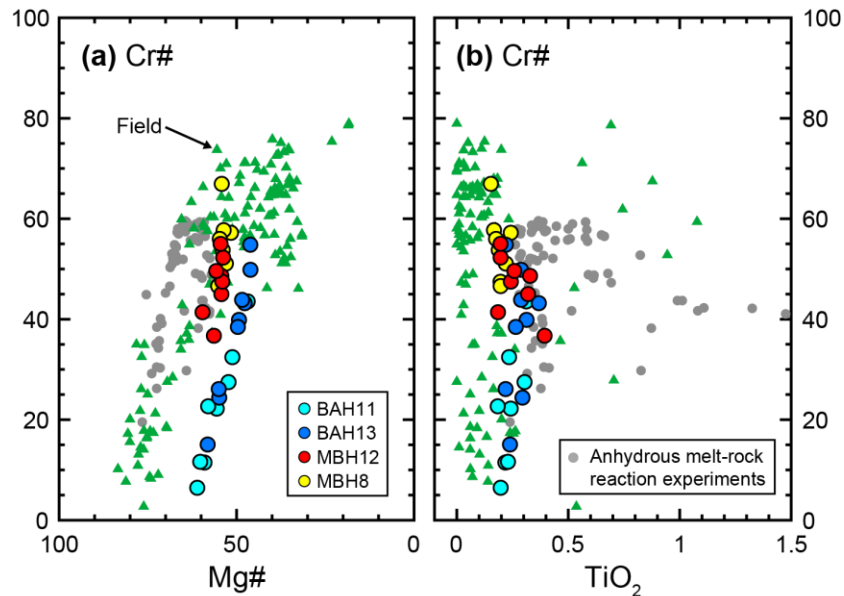 (a) Cr#
(b) Cr#
100
80
60
40
20
0
100
80
60
40
20
0
Field
BAH11
BAH13
MBH12
MBH8
Anhydrous melt-rock
reaction experiments
100
50
0
0
0.5
1
1.5
Mg#
TiO₂